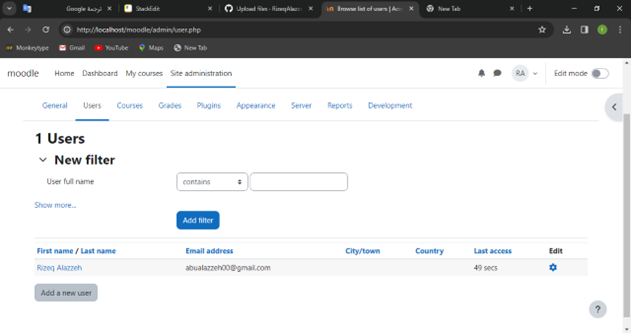 Google ترجمة
StackEdit
Upload files · RizeqAlazz
Browse list of users | Acc
New Tab
http://localhost/moodle/admin/user.php
Monkeytype Gmail YouTube Maps New Tab
moodle Home Dashboard My courses Site administration RA Edit mode
General Users Courses Grades Plugins Appearance Server Reports Development
1 Users
New filter
User full name contains
Show more...
Add filter
First name / Last name Email address City/town Country Last access Edit
Rizeq Alazzeh abualazzeh00@gmail.com 49 secs
Add a new user
?